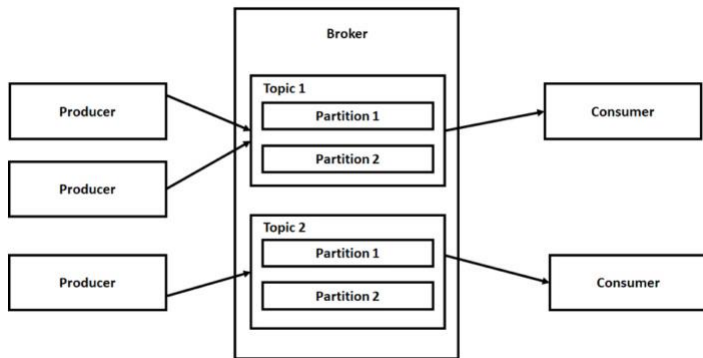 Broker
Topic 1
Producer
Partition 1
Consumer
Partition 2
Producer
Topic 2
Partition 1
Producer
Consumer
Partition 2